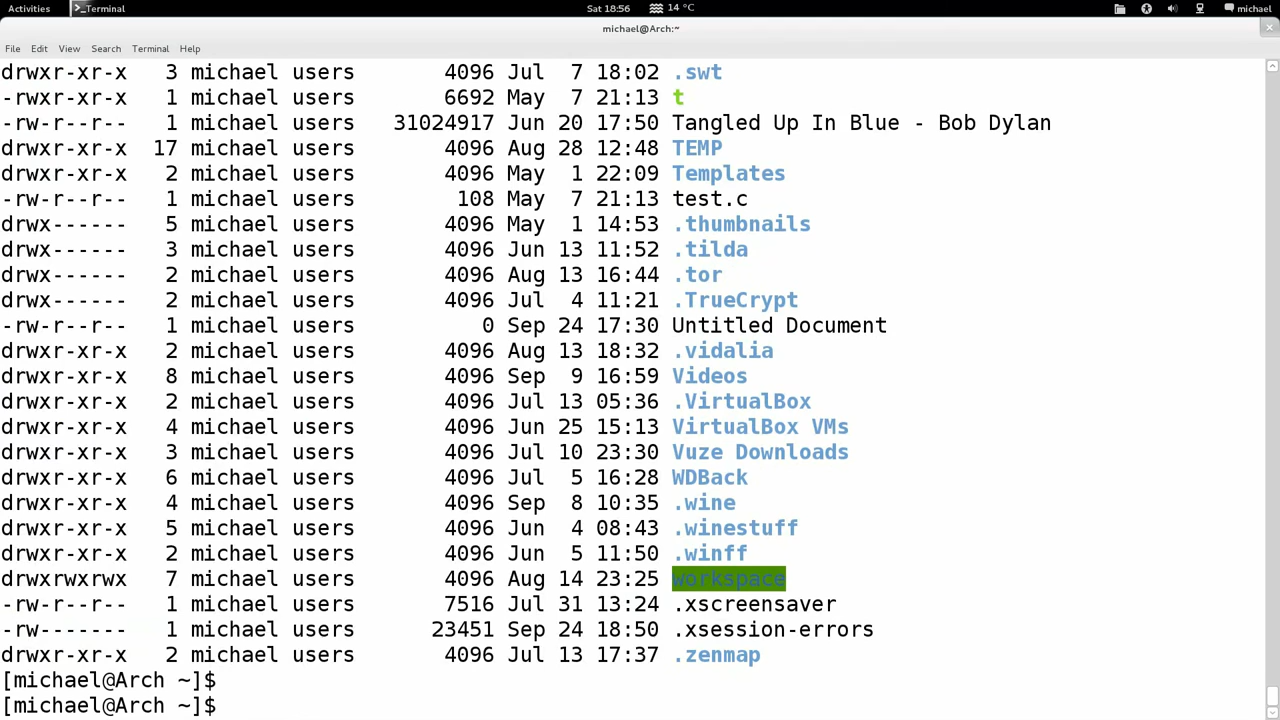 Activities Terminal Sat 18:56 14 °C michael
michael@Arch:~
File Edit View Search Terminal Help
drwxr-xr-x 3 michael users 4096 Jul 7 18:02 .swt
-rwxr-xr-x 1 michael users 6692 May 7 21:13 t
-rw-r--r-- 1 michael users 31024917 Jun 20 17:50 Tangled Up In Blue - Bob Dylan
drwxr-xr-x 17 michael users 4096 Aug 28 12:48 TEMP
drwxr-xr-x 2 michael users 4096 May 1 22:09 Templates
-rw-r--r-- 1 michael users 108 May 7 21:13 test.c
drwx------ 5 michael users 4096 May 1 14:53 .thumbnails
drwx------ 3 michael users 4096 Jun 13 11:52 .tilda
drwx------ 2 michael users 4096 Aug 13 16:44 .tor
drwx------ 2 michael users 4096 Jul 4 11:21 .TrueCrypt
-rw-r--r-- 1 michael users 0 Sep 24 17:30 Untitled Document
drwxr-xr-x 2 michael users 4096 Aug 13 18:32 .vidalia
drwxr-xr-x 8 michael users 4096 Sep 9 16:59 Videos
drwxr-xr-x 2 michael users 4096 Jul 13 05:36 .VirtualBox
drwxr-xr-x 4 michael users 4096 Jun 25 15:13 VirtualBox VMs
drwxr-xr-x 3 michael users 4096 Jul 10 23:30 Vuze Downloads
drwxr-xr-x 6 michael users 4096 Jul 5 16:28 WDBack
drwxr-xr-x 4 michael users 4096 Sep 8 10:35 .wine
drwxr-xr-x 5 michael users 4096 Jun 4 08:43 .winestuff
drwxr-xr-x 2 michael users 4096 Jun 5 11:50 .winff
drwxrwxrwx 7 michael users 4096 Aug 14 23:25 workspace
-rw-r--r-- 1 michael users 7516 Jul 31 13:24 .xscreensaver
-rw------- 1 michael users 23451 Sep 24 18:50 .xsession-errors
drwxr-xr-x 2 michael users 4096 Jul 13 17:37 .zenmap
[michael@Arch ~]$
[michael@Arch ~]$